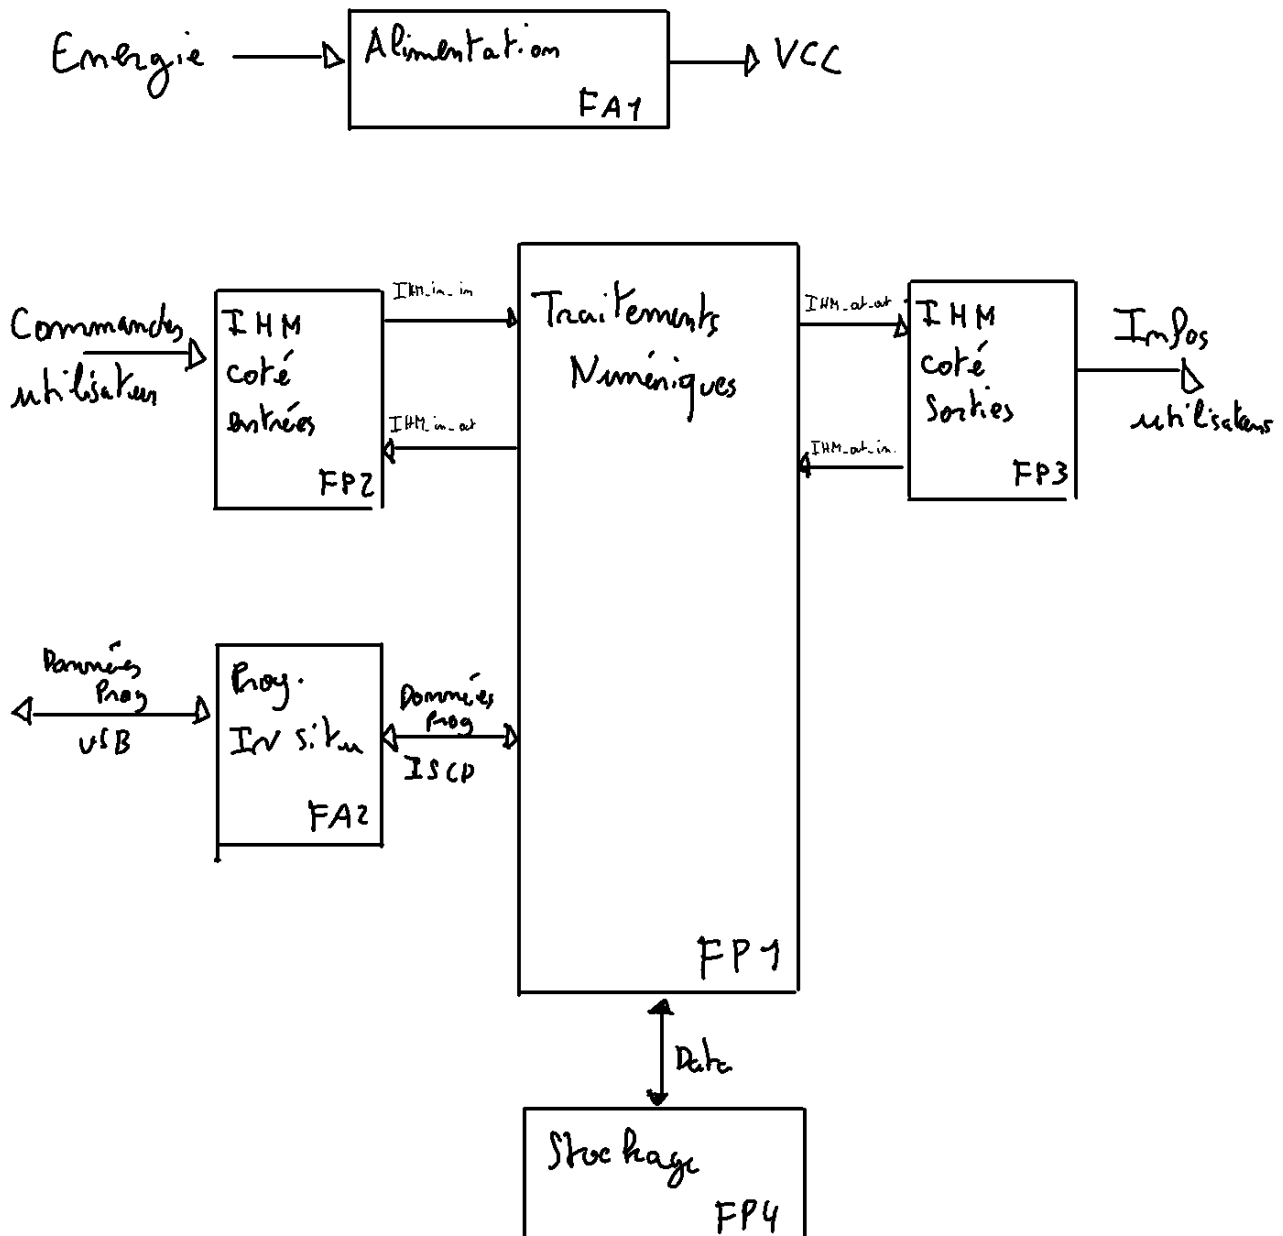 Energie
Alimentation
FA1
VCC
Commandes
utilisateur
IHM
coté
entrées
FP2
IHM_in_in
IHM_in_out
Traitements
Numériques
FP1
IHM_out_out
IHM_out_in
IHM
coté
Sorties
FP3
Infos
utilisateurs
Données
Prog
USB
Prog.
In situ
FA2
Données
Prog
ISCP
Data
Stockage
FP4